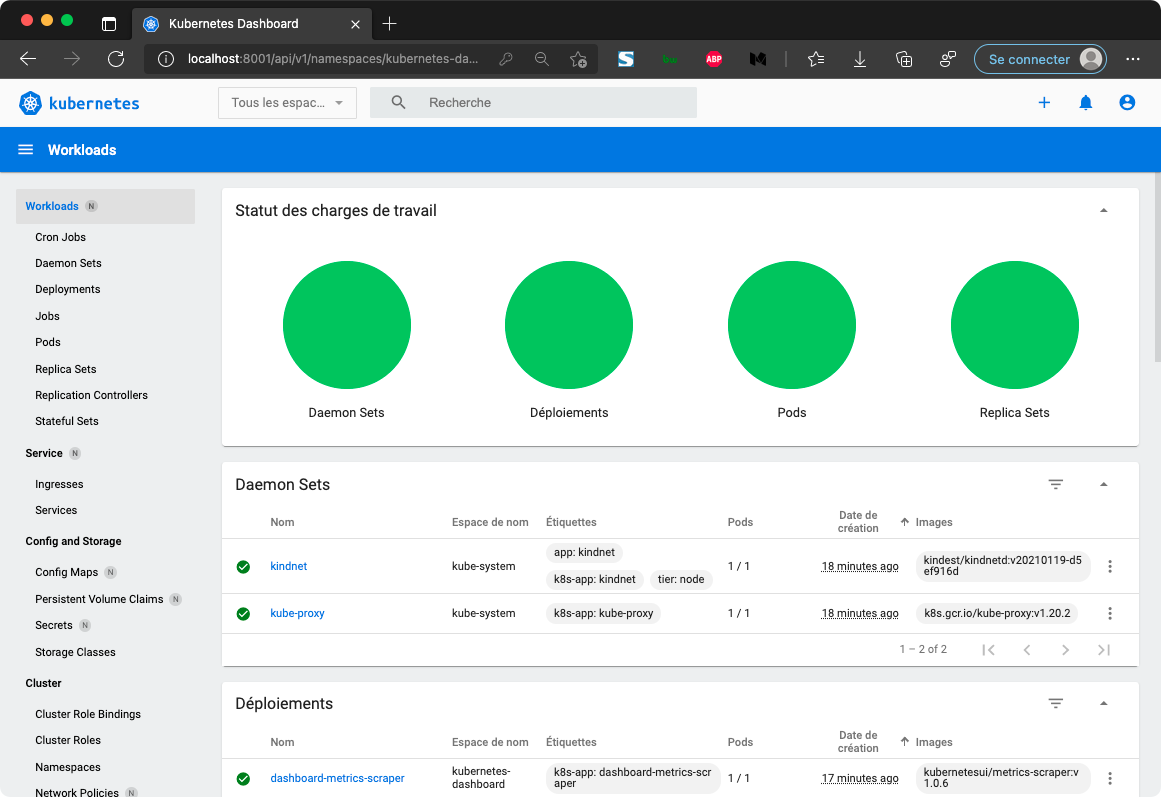 Kubernetes Dashboard
localhost:8001/api/v1/namespaces/kubernetes-da...
ABP
Se connecter
kubernetes
Tous les espac...
Recherche
Workloads
Workloads N
Cron Jobs
Daemon Sets
Deployments
Jobs
Pods
Replica Sets
Replication Controllers
Stateful Sets
Service N
Ingresses
Services
Config and Storage
Config Maps N
Persistent Volume Claims N
Secrets N
Storage Classes
Cluster
Cluster Role Bindings
Cluster Roles
Namespaces
Network Policies N
Statut des charges de travail
Daemon Sets
Déploiements
Pods
Replica Sets
Daemon Sets
Nom Espace de nom Étiquettes Pods Date de création Images
kindnet kube-system app: kindnet k8s-app: kindnet tier: node 1 / 1 18 minutes ago kindest/kindnetd:v20210119-d5ef916d
kube-proxy kube-system k8s-app: kube-proxy 1 / 1 18 minutes ago k8s.gcr.io/kube-proxy:v1.20.2
1 – 2 of 2
Déploiements
Nom Espace de nom Étiquettes Pods Date de création Images
dashboard-metrics-scraper kubernetes-dashboard k8s-app: dashboard-metrics-scraper 1 / 1 17 minutes ago kubernetesui/metrics-scraper:v1.0.6